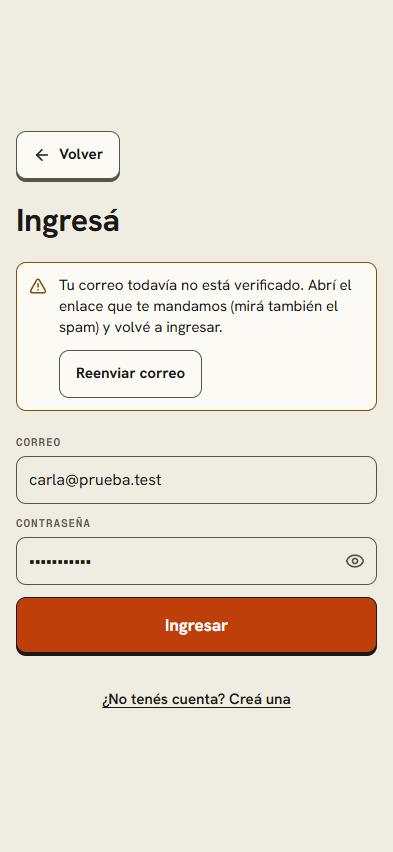 Volver
Ingresá
Tu correo todavía no está verificado. Abrí el
enlace que te mandamos (mirá también el
spam) y volvé a ingresar.
Reenviar correo
CORREO
carla@prueba.test
CONTRASEÑA
Ingresar
¿No tenés cuenta? Creá una